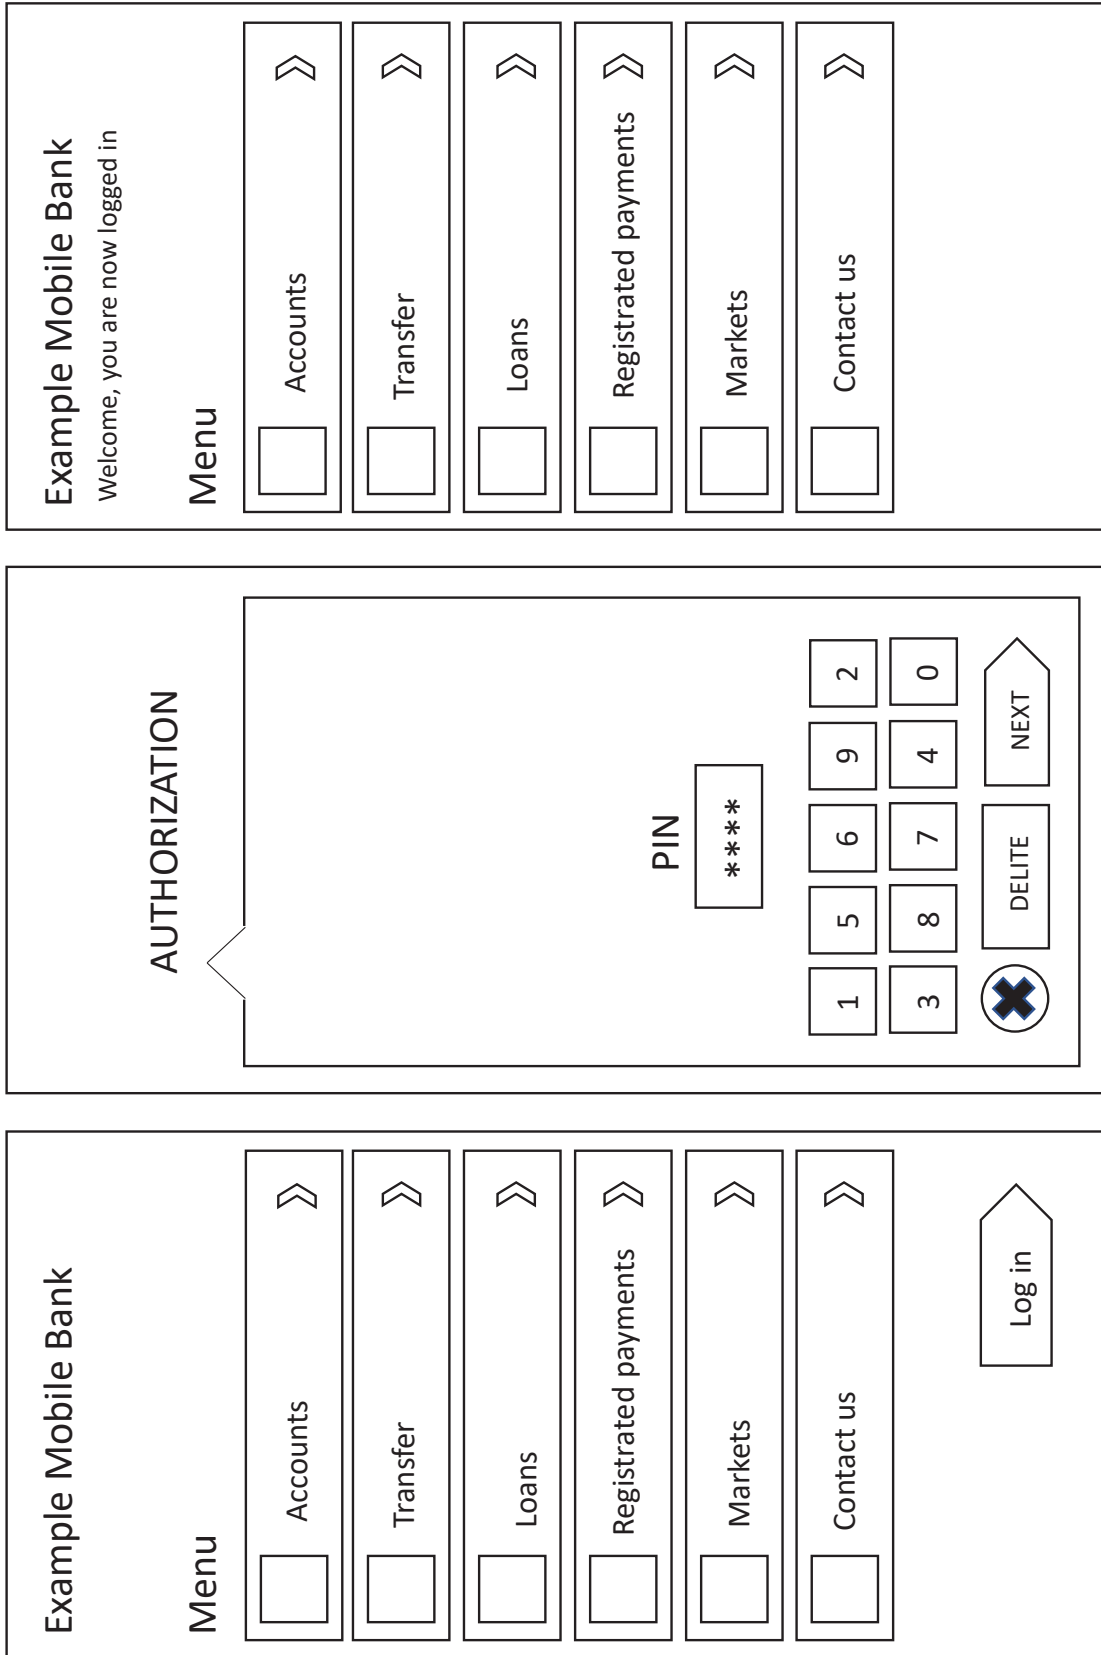 Example Mobile Bank
Menu
Accounts
Transfer
Loans
Registrated payments
Markets
Contact us
Log in
AUTHORIZATION
PIN
****
1 5 6 9 2
3 8 7 4 0
DELITE NEXT
Example Mobile Bank
Welcome, you are now logged in
Menu
Accounts
Transfer
Loans
Registrated payments
Markets
Contact us